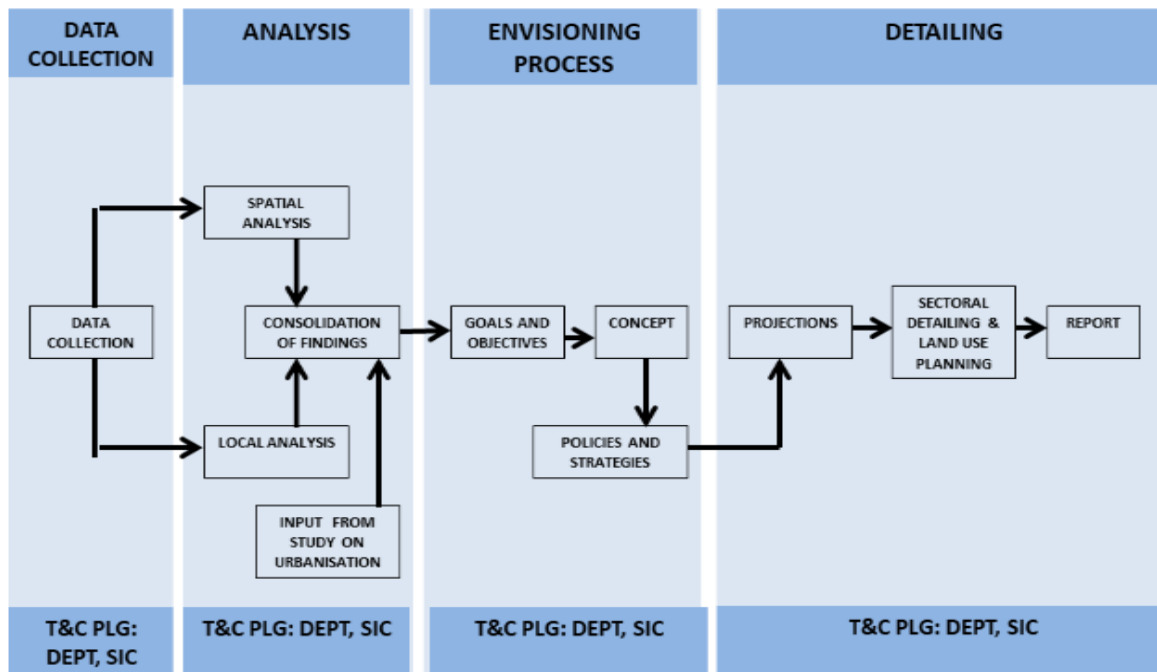 DATA
COLLECTION
ANALYSIS
ENVISIONING
PROCESS
DETAILING
SPATIAL
ANALYSIS
DATA
COLLECTION
CONSOLIDATION
OF FINDINGS
GOALS AND
OBJECTIVES
CONCEPT
PROJECTIONS
SECTORAL
DETAILING &
LAND USE
PLANNING
REPORT
LOCAL ANALYSIS
POLICIES AND
STRATEGIES
INPUT FROM
STUDY ON
URBANISATION
T&C PLG:
DEPT, SIC
T&C PLG: DEPT, SIC
T&C PLG: DEPT, SIC
T&C PLG: DEPT, SIC